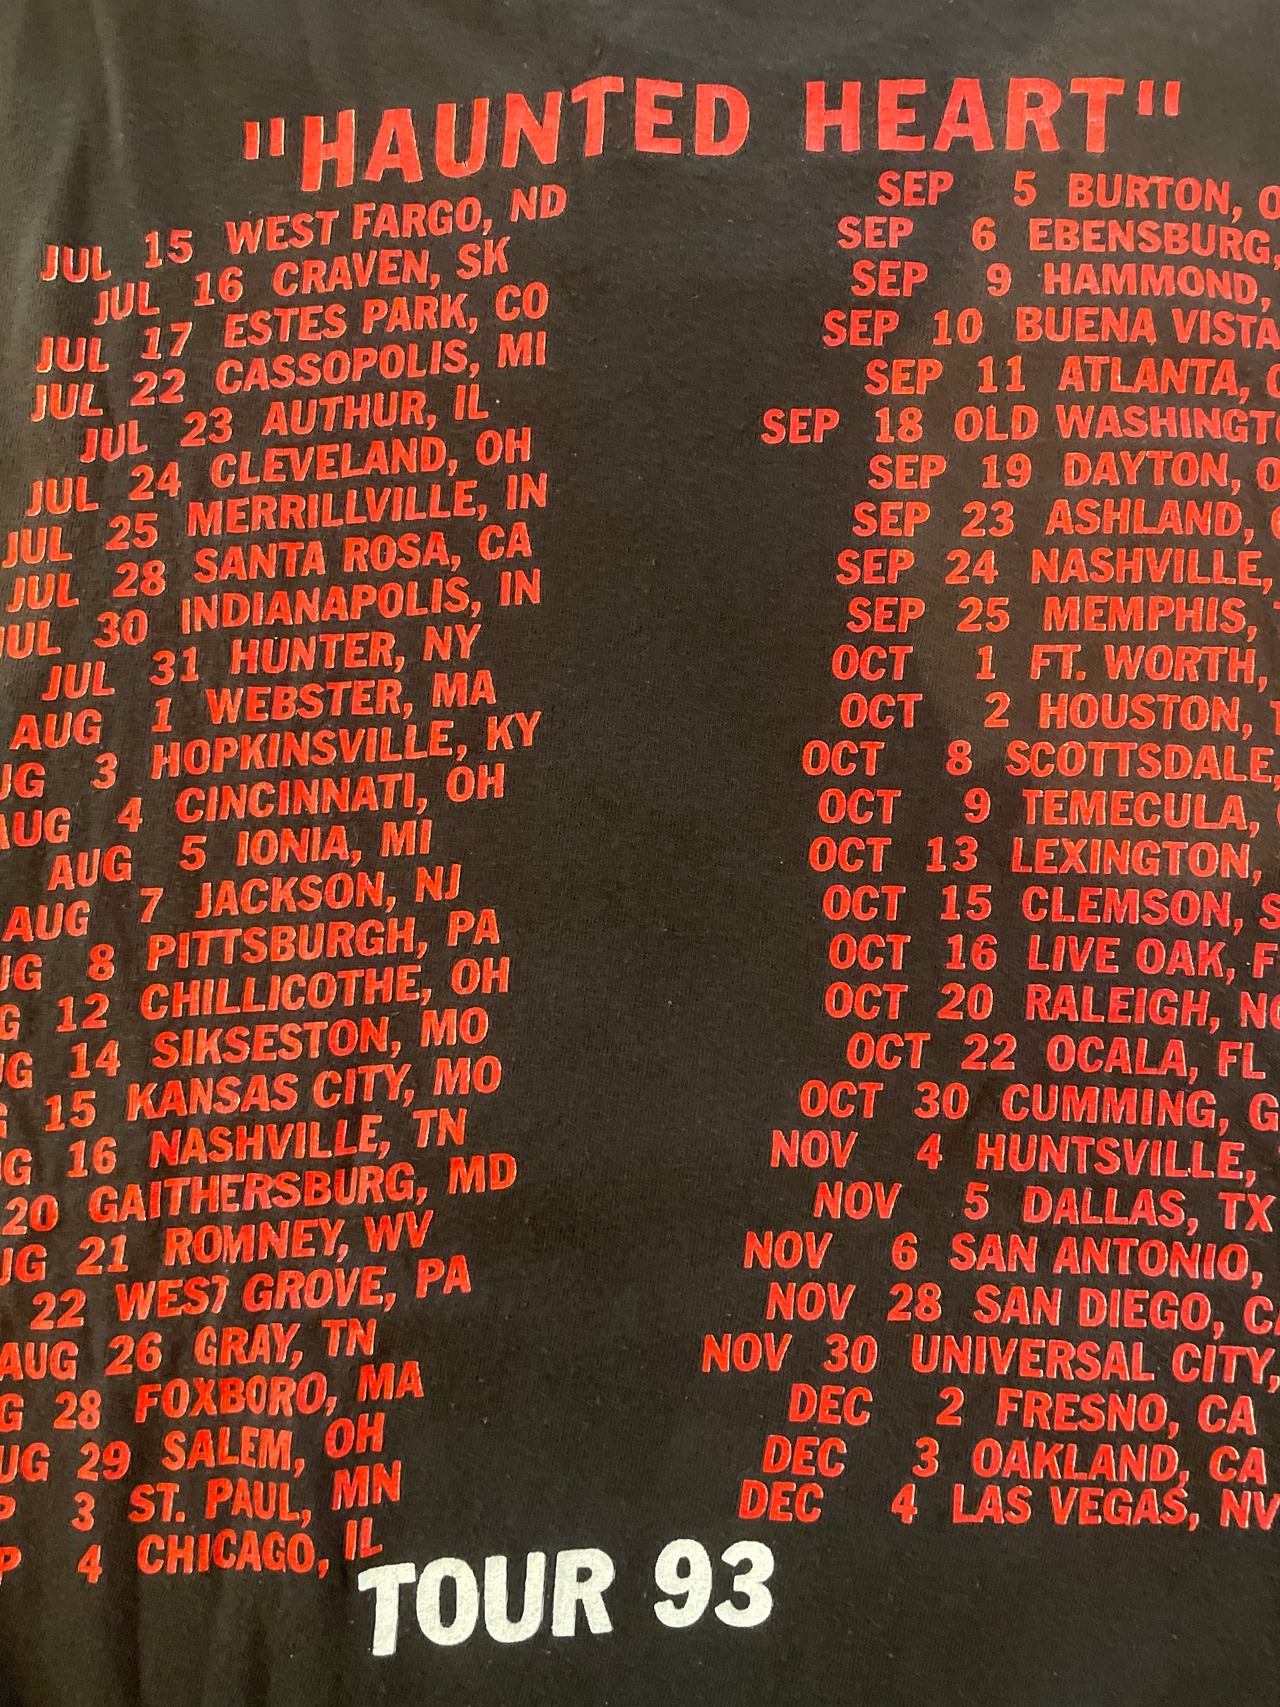 "HAUNTED HEART"
JUL 15 WEST FARGO, ND
JUL 16 CRAVEN, SK
JUL 17 ESTES PARK, CO
JUL 22 CASSOPOLIS, MI
JUL 23 AUTHUR, IL
JUL 24 CLEVELAND, OH
JUL 25 MERRILLVILLE, IN
JUL 28 SANTA ROSA, CA
JUL 30 INDIANAPOLIS, IN
JUL 31 HUNTER, NY
AUG 1 WEBSTER, MA
UG 3 HOPKINSVILLE, KY
AUG 4 CINCINNATI, OH
AUG 5 IONIA, MI
AUG 7 JACKSON, NJ
UG 8 PITTSBURGH, PA
G 12 CHILLICOTHE, OH
UG 14 SIKSESTON, MO
15 KANSAS CITY, MO
UG 16 NASHVILLE, TN
20 GAITHERSBURG, MD
UG 21 ROMNEY, WV
22 WEST GROVE, PA
AUG 26 GRAY, TN
G 28 FOXBORO, MA
UG 29 SALEM, OH
P 3 ST. PAUL, MN
P 4 CHICAGO, IL
SEP 5 BURTON,
SEP 6 EBENSBURG,
SEP 9 HAMMOND,
SEP 10 BUENA VISTA
SEP 11 ATLANTA,
SEP 18 OLD WASHINGT
SEP 19 DAYTON,
SEP 23 ASHLAND,
SEP 24 NASHVILLE,
SEP 25 MEMPHIS,
OCT 1 FT. WORTH,
OCT 2 HOUSTON,
OCT 8 SCOTTSDALE,
OCT 9 TEMECULA,
OCT 13 LEXINGTON,
OCT 15 CLEMSON, S
OCT 16 LIVE OAK, F
OCT 20 RALEIGH, NC
OCT 22 OCALA, FL
OCT 30 CUMMING, G
NOV 4 HUNTSVILLE,
NOV 5 DALLAS, TX
NOV 6 SAN ANTONIO,
NOV 28 SAN DIEGO, CA
NOV 30 UNIVERSAL CITY,
DEC 2 FRESNO, CA
DEC 3 OAKLAND, CA
DEC 4 LAS VEGAS, NV
TOUR 93